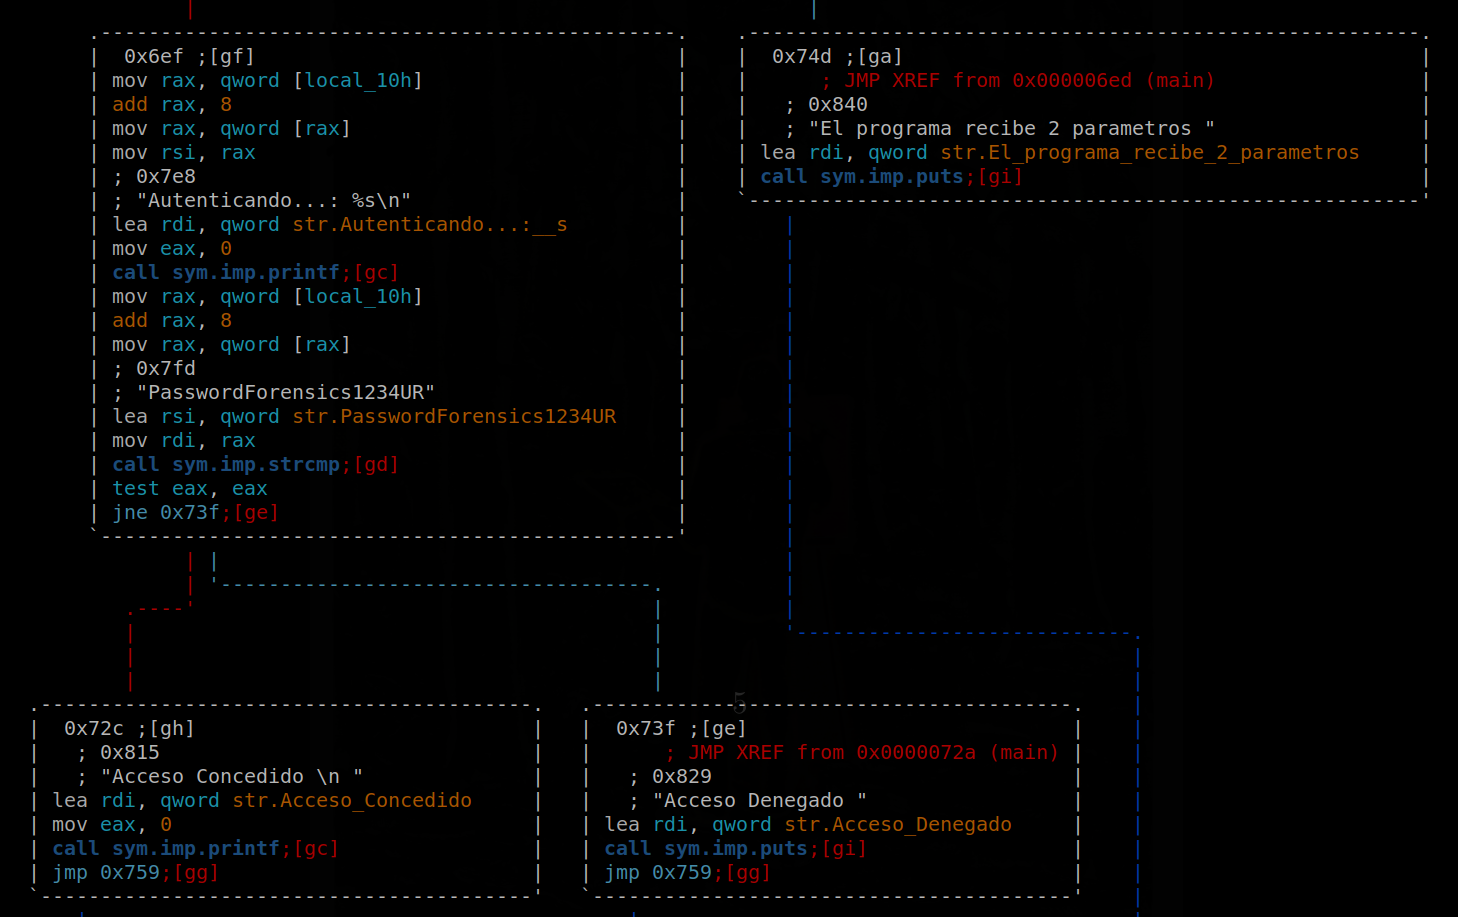 0x6ef ;[gf]
mov rax, qword [local_10h]
add rax, 8
mov rax, qword [rax]
mov rsi, rax
; 0x7e8
; "Autenticando...: %s\n"
lea rdi, qword str.Autenticando...:__s
mov eax, 0
call sym.imp.printf;[gc]
mov rax, qword [local_10h]
add rax, 8
mov rax, qword [rax]
; 0x7fd
; "PasswordForensics1234UR"
lea rsi, qword str.PasswordForensics1234UR
mov rdi, rax
call sym.imp.strcmp;[gd]
test eax, eax
jne 0x73f;[ge]
0x74d ;[ga]
; JMP XREF from 0x000006ed (main)
; 0x840
; "El programa recibe 2 parametros "
lea rdi, qword str.El_programa_recibe_2_parametros
call sym.imp.puts;[gi]
0x72c ;[gh]
; 0x815
; "Acceso Concedido \n "
lea rdi, qword str.Acceso_Concedido
mov eax, 0
call sym.imp.printf;[gc]
jmp 0x759;[gg]
0x73f ;[ge]
; JMP XREF from 0x0000072a (main)
; 0x829
; "Acceso Denegado "
lea rdi, qword str.Acceso_Denegado
call sym.imp.puts;[gi]
jmp 0x759;[gg]